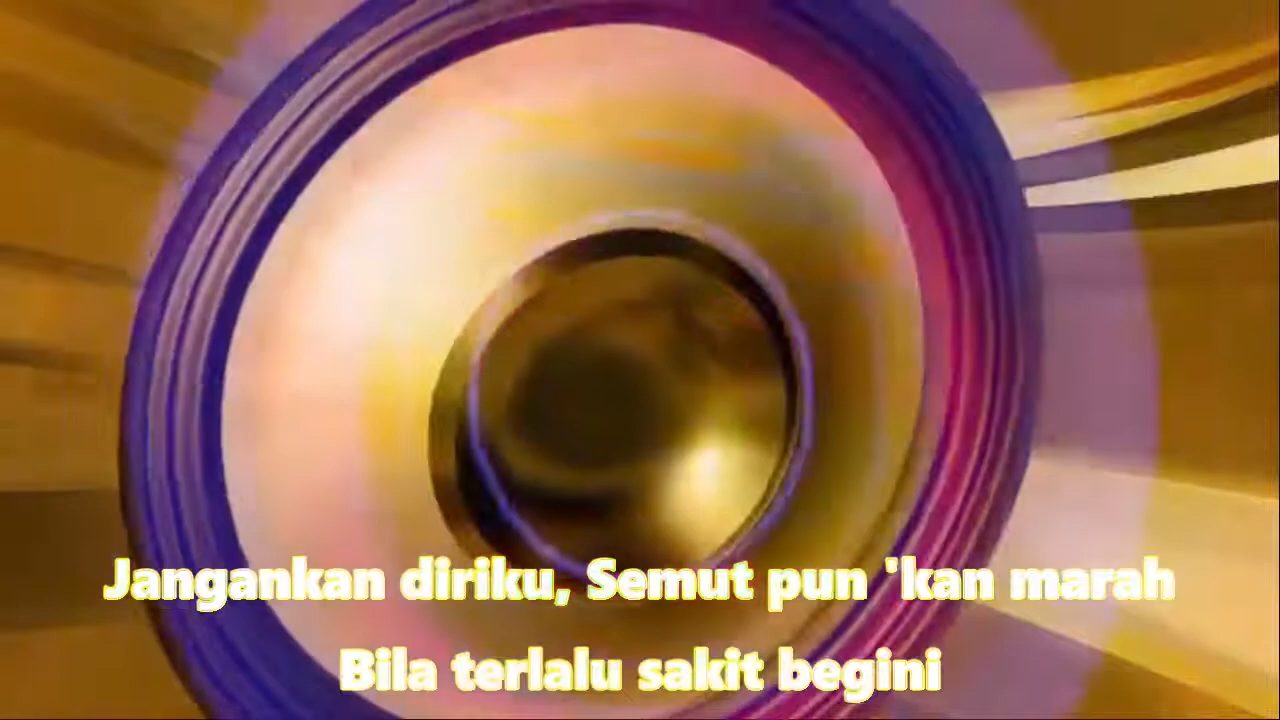 Jangankan diriku, Semut pun 'kan marah
Bila terlalu sakit begini